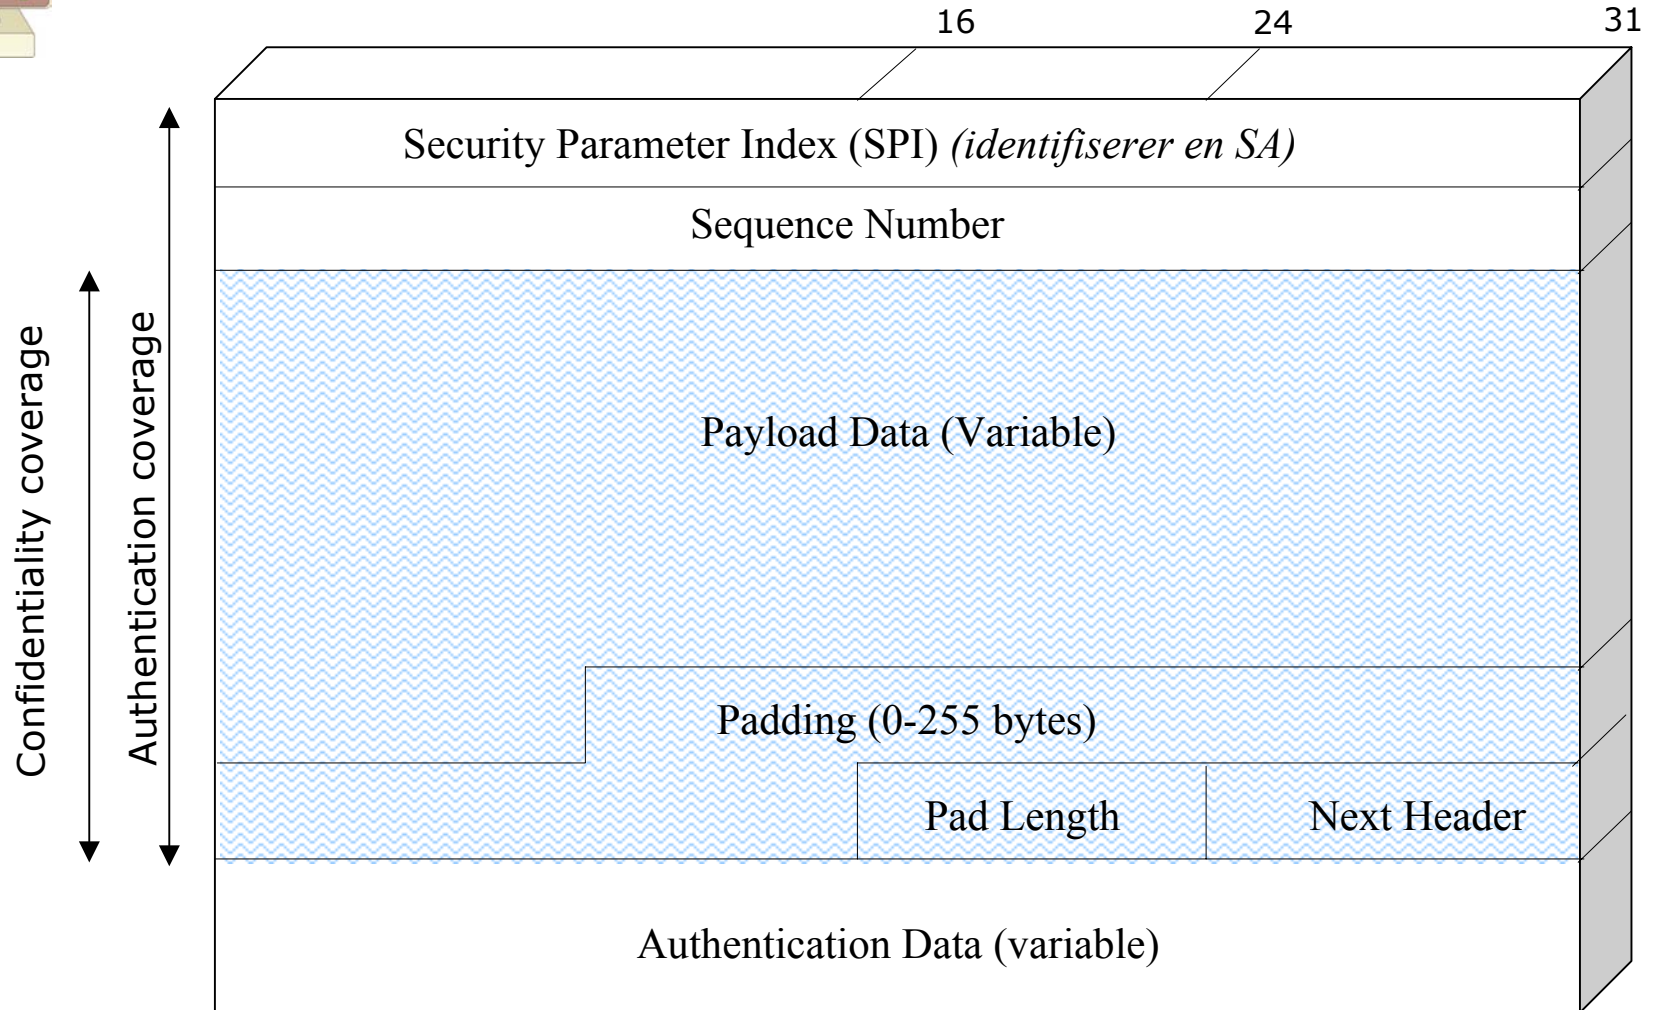 16 24 31
Security Parameter Index (SPI) (identifiserer en SA)
Sequence Number
Confidentiality coverage
Authentication coverage
Payload Data (Variable)
Padding (0-255 bytes)
Pad Length Next Header
Authentication Data (variable)